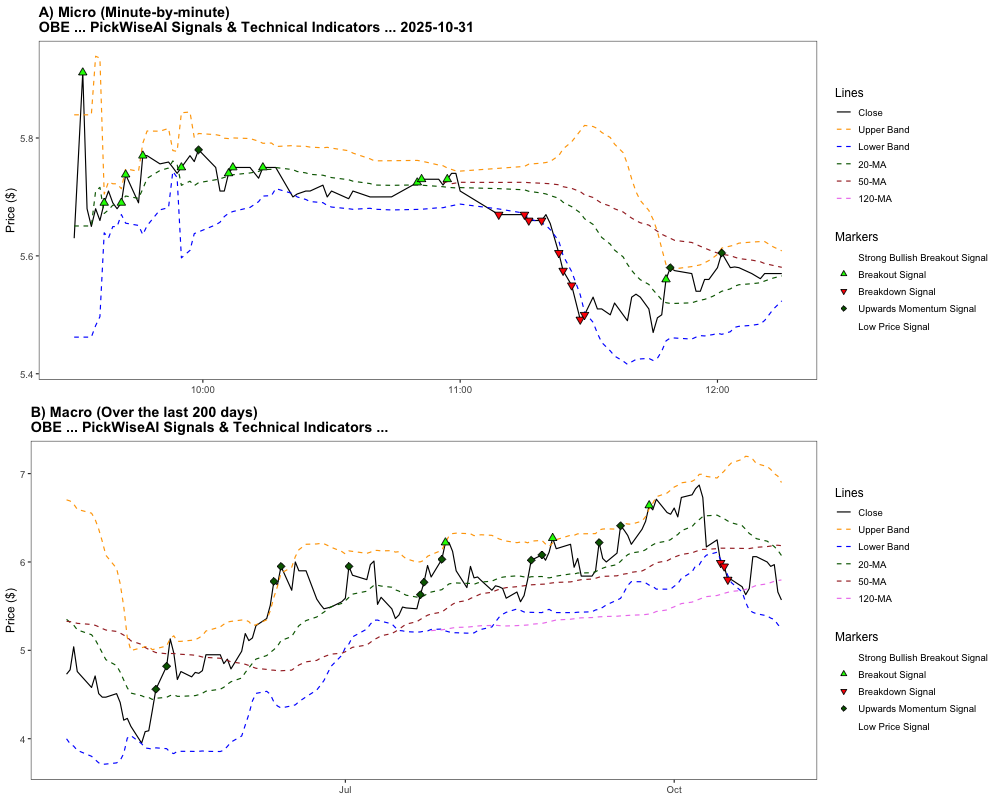 A) Micro (Minute-by-minute)
OBE ... PickWiseAI Signals & Technical Indicators ... 2025-10-31
Price ($)
5.8
5.6
5.4
10:00
11:00
12:00
Lines
Close
Upper Band
Lower Band
20-MA
50-MA
120-MA
Markers
Strong Bullish Breakout Signal
Breakout Signal
Breakdown Signal
Upwards Momentum Signal
Low Price Signal
B) Macro (Over the last 200 days)
OBE ... PickWiseAI Signals & Technical Indicators ...
Price ($)
7
6
5
4
Jul
Oct
Lines
Close
Upper Band
Lower Band
20-MA
50-MA
120-MA
Markers
Strong Bullish Breakout Signal
Breakout Signal
Breakdown Signal
Upwards Momentum Signal
Low Price Signal